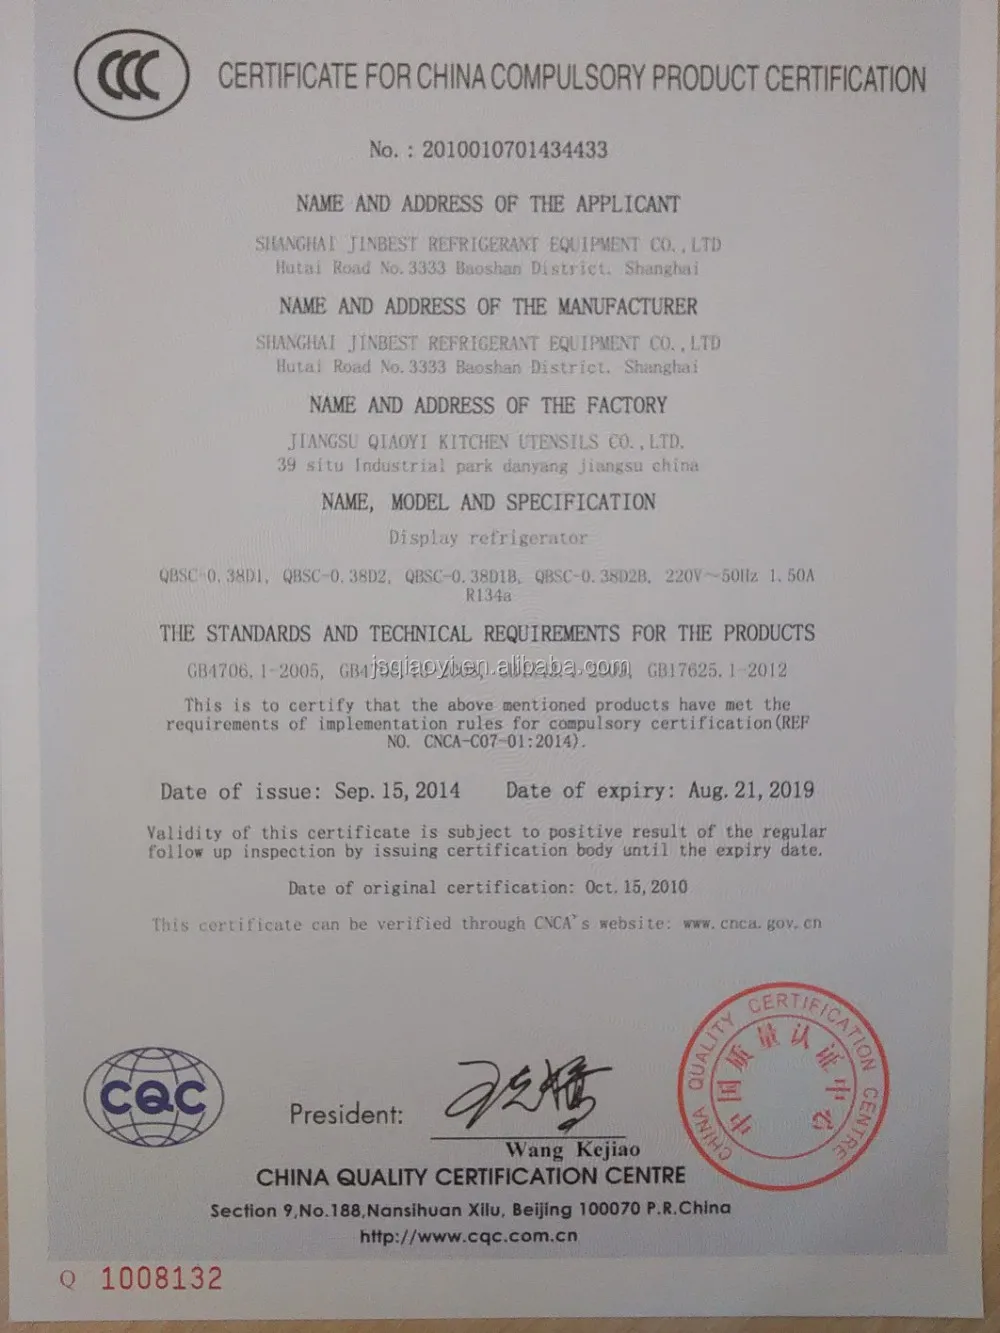 CCC
CERTIFICATE FOR CHINA COMPULSORY PRODUCT CERTIFICATION
No. : 2010010701434433
NAME AND ADDRESS OF THE APPLICANT
SHANGHAI JINBEST REFRIGERANT EQUIPMENT CO.,LTD
Hutai Road No.3333 Baoshan District. Shanghai
NAME AND ADDRESS OF THE MANUFACTURER
SHANGHAI JINBEST REFRIGERANT EQUIPMENT CO.,LTD
Hutai Road No.3333 Baoshan District. Shanghai
NAME AND ADDRESS OF THE FACTORY
JIANGSU QIAOYI KITCHEN UTENSILS CO.,LTD.
39 situ Industrial park danyang jiangsu china
NAME, MODEL AND SPECIFICATION
Display refrigerator
QBSC-0.38D1, QBSC-0.38D2, QBSC-0.38D1B, QBSC-0.38D2B, 220V~50Hz 1.50A
R134a
THE STANDARDS AND TECHNICAL REQUIREMENTS FOR THE PRODUCTS
GB4706.1-2005, GB17625.1-2012
jsqiaoyi.en.alibaba.com
This is to certify that the above mentioned products have met the
requirements of implementation rules for compulsory certification(REF
NO. CNCA-C07-01:2014).
Date of issue: Sep.15,2014 Date of expiry: Aug.21,2019
Validity of this certificate is subject to positive result of the regular
follow up inspection by issuing certification body until the expiry date.
Date of original certification: Oct.15,2010
This certificate can be verified through CNCA's website: www.cnca.gov.cn
CHINA QUALITY CERTIFICATION CENTRE
中国质量认证中心
CQC
President:
Wang Kejiao
CHINA QUALITY CERTIFICATION CENTRE
Section 9,No.188,Nansihuan Xilu, Beijing 100070 P.R.China
http://www.cqc.com.cn
Q 1008132